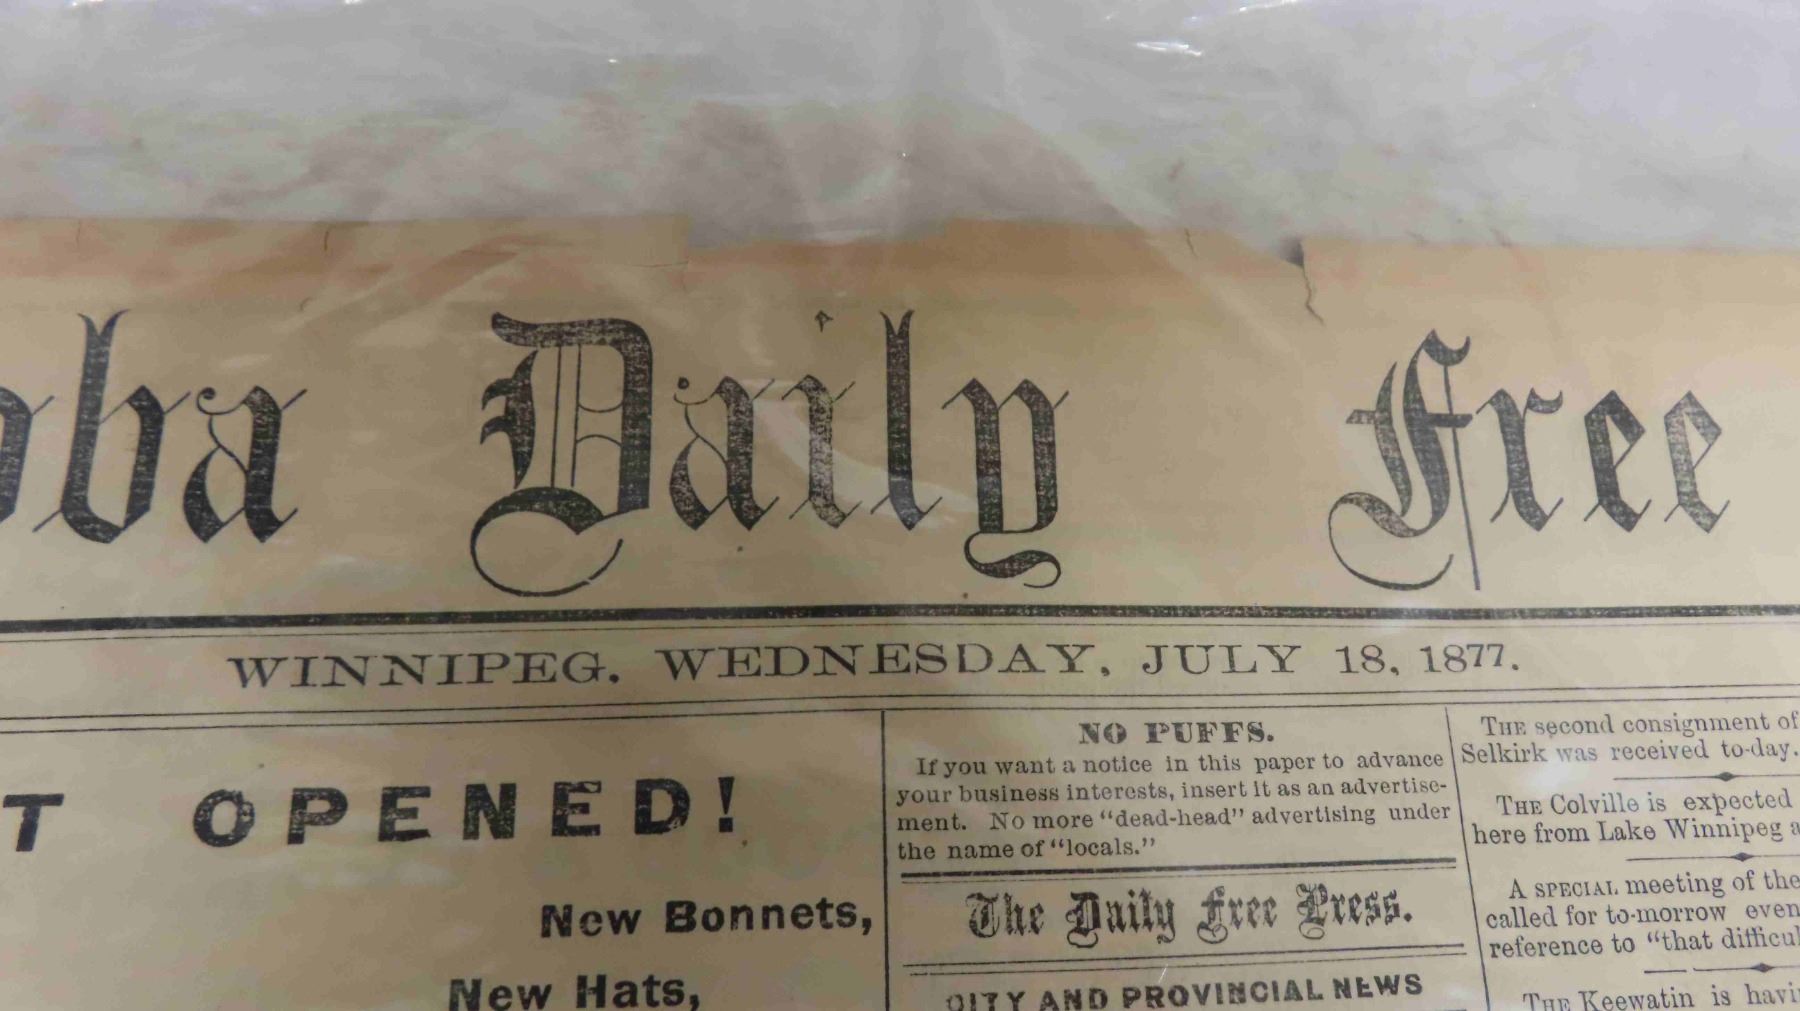 oba Daily Free
WINNIPEG. WEDNESDAY, JULY 18, 1877.
T OPENED!
New Bonnets,
New Hats,
NO PUFFS.
If you want a notice in this paper to advance
your business interests, insert it as an advertise-
ment. No more "dead-head" advertising under
the name of "locals."
The Daily Free Press.
CITY AND PROVINCIAL NEWS
THE second consignment of
Selkirk was received to-day.
THE Colville is expected
here from Lake Winnipeg a
A SPECIAL meeting of the
called for to-morrow even
reference to "that difficul
THE Keewatin is havi